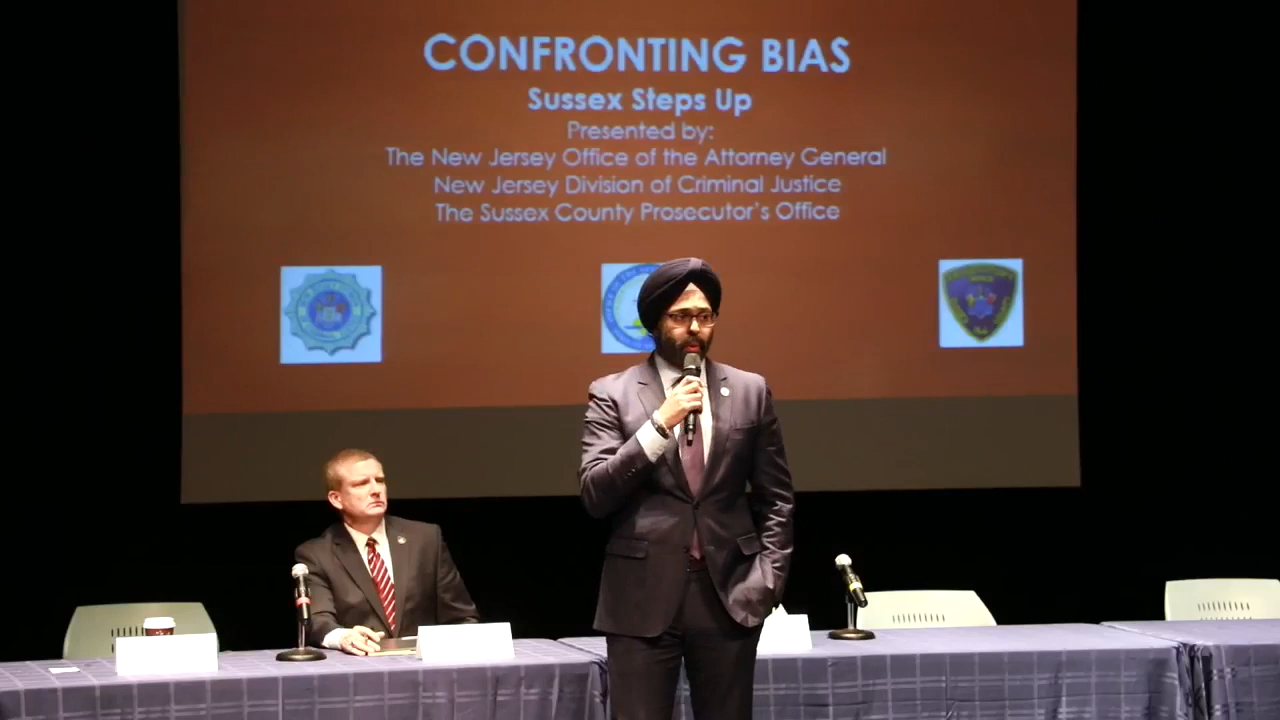 CONFRONTING BIAS
Sussex Steps Up
Presented by:
The New Jersey Office of the Attorney General
New Jersey Division of Criminal Justice
The Sussex County Prosecutor's Office